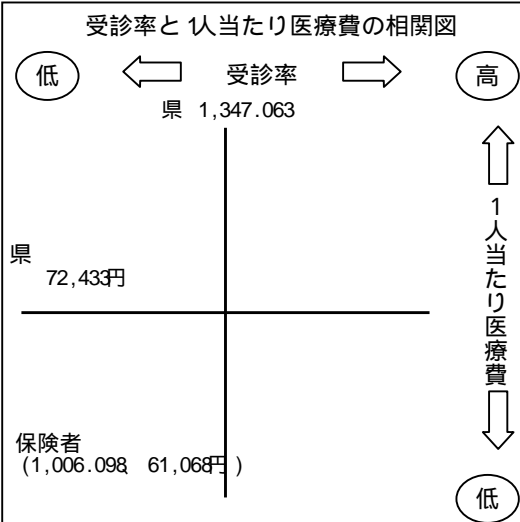 受診率と1人当たり医療費の相関図
低 受診率 高
県 1,347.063
県
72,433円
1人当たり医療費
保険者
(1,006.098、61,068円)
低